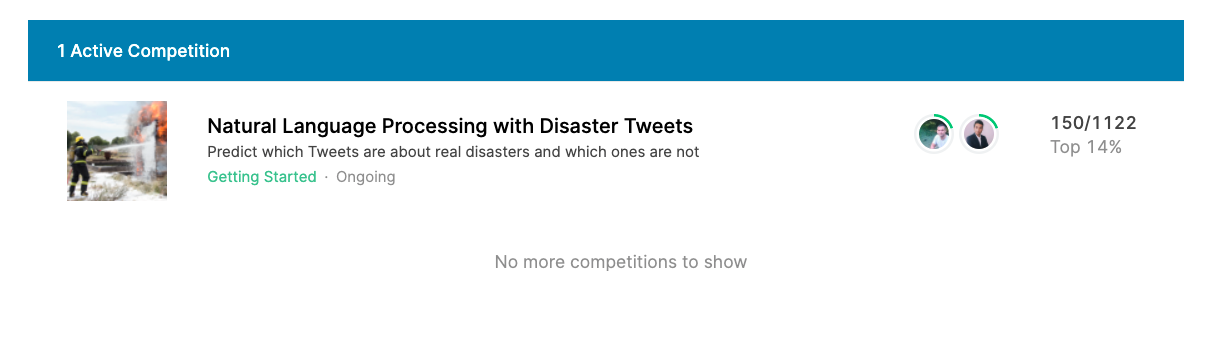 1 Active Competition
Natural Language Processing with Disaster Tweets
Predict which Tweets are about real disasters and which ones are not
Getting Started · Ongoing
150/1122
Top 14%
No more competitions to show